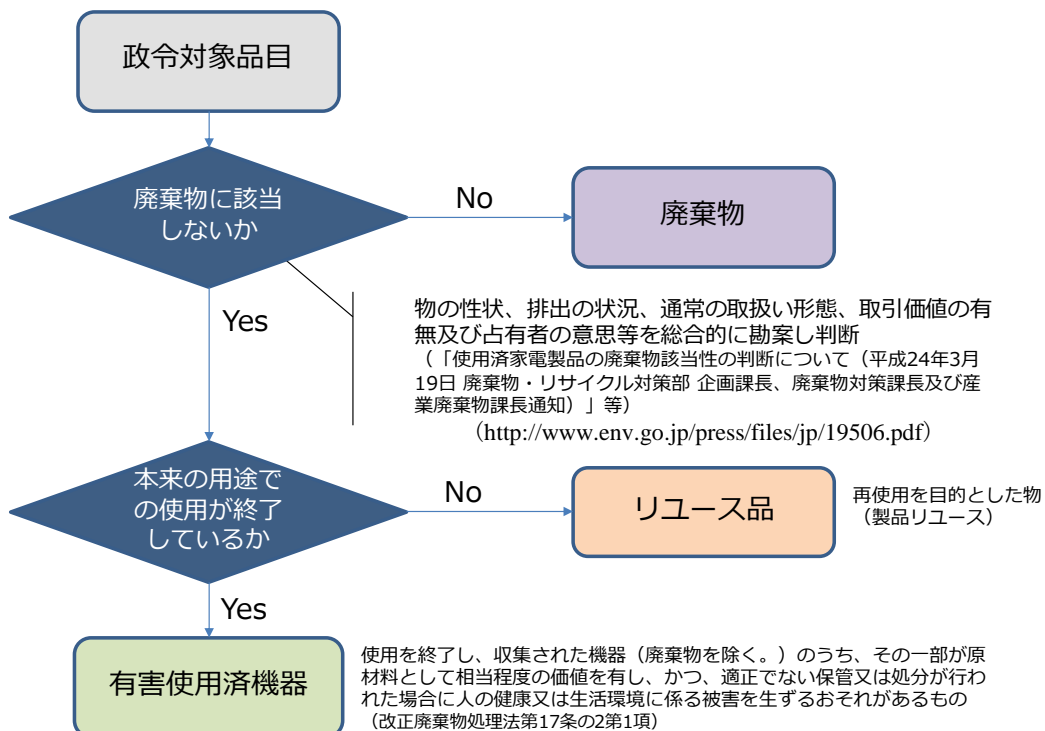 政令対象品目
廃棄物に該当
しないか
No
廃棄物
Yes
物の性状、排出の状況、通常の取扱い形態、取引価値の有
無及び占有者の意思等を総合的に勘案し判断
（「使用済家電製品の廃棄物該当性の判断について（平成24年3月
19日 廃棄物・リサイクル対策部 企画課長、廃棄物対策課長及び産
業廃棄物課長通知）」等）
（http://www.env.go.jp/press/files/jp/19506.pdf）
本来の用途で
の使用が終了
しているか
No
リユース品
再使用を目的とした物
（製品リユース）
Yes
有害使用済機器
使用を終了し、収集された機器（廃棄物を除く。）のうち、その一部が原
材料として相当程度の価値を有し、かつ、適正でない保管又は処分が行わ
れた場合に人の健康又は生活環境に係る被害を生ずるおそれがあるもの
（改正廃棄物処理法第17条の2第1項）